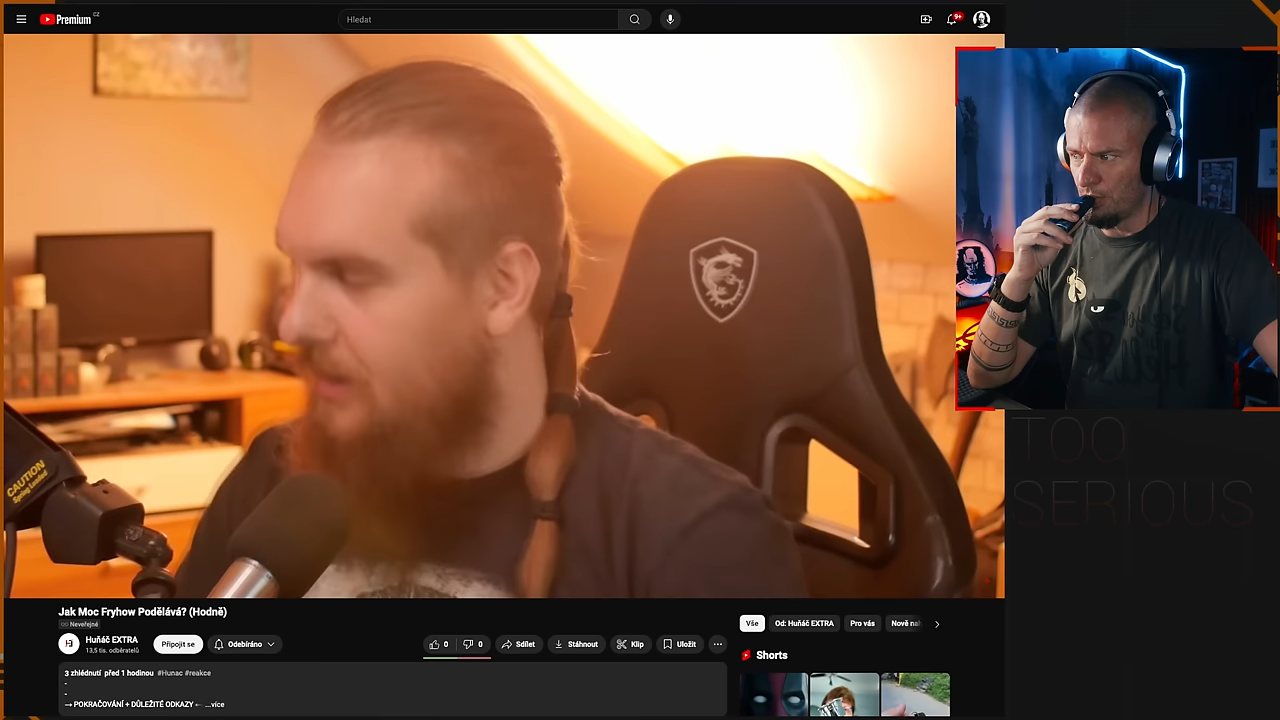 Premium CZ
Hledat
9+
CAUTION
Spring Loaded
TOO
SERIOUS
Jak Moc Fryhow Podělává? (Hodně)
Neveřejné
Huňáč EXTRA
13,5 tis. odběratelů
Připojit se
Odebíráno
0
0
Sdílet
Stáhnout
Klip
Uložit
Vše
Od: Huňáč EXTRA
Pro vás
Nově na
Shorts
3 zhlédnutí před 1 hodinou #Hunac #reakce
-
-
→ POKRAČOVÁNÍ + DŮLEŽITÉ ODKAZY ← ...více